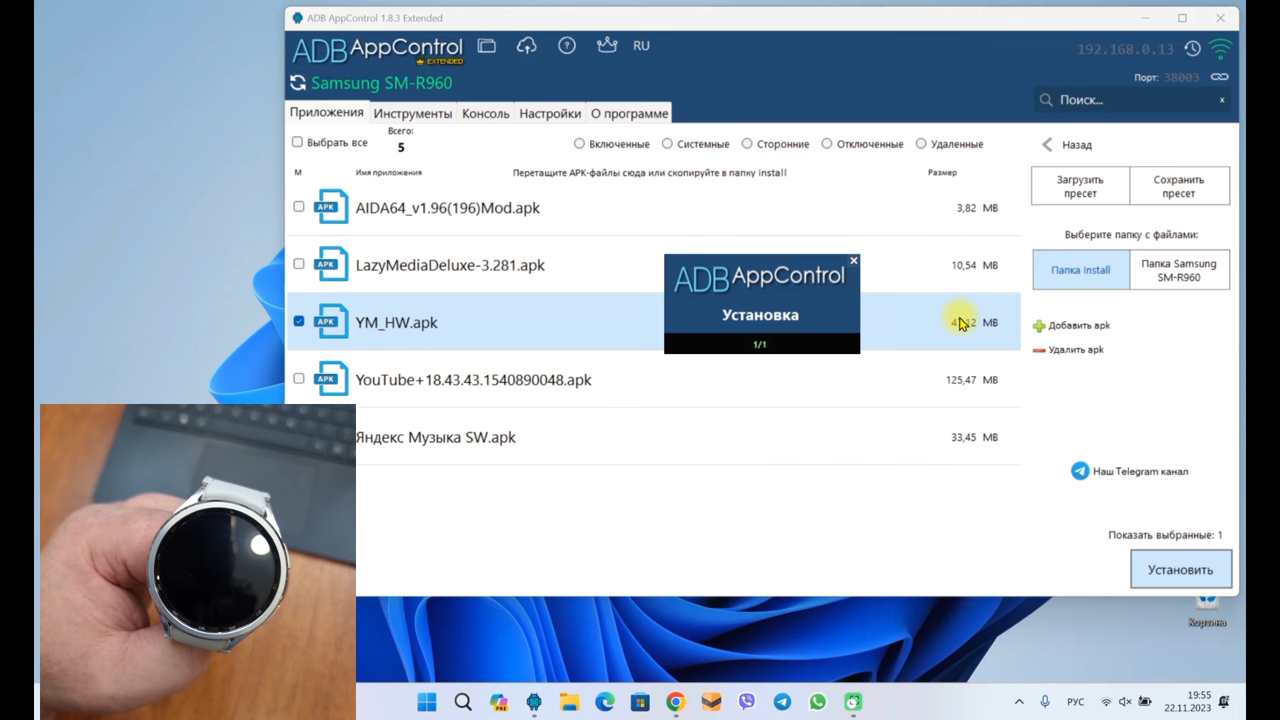 ADB AppControl 1.8.3 Extended
ADB AppControl
EXTENDED
RU
192.168.0.13
Samsung SM-R960
Порт: 38003
Приложения
Инструменты
Консоль
Настройки
О программе
Поиск...
x
Выбрать все
Всего:
5
Включенные
Системные
Сторонние
Отключенные
Удаленные
Назад
M
Имя приложения
Перетащите APK-файлы сюда или скопируйте в папку install
Размер
Загрузить пресет
Сохранить пресет
APK
AIDA64_v1.96(196)Mod.apk
3,82 MB
Выберите папку с файлами:
APK
LazyMediaDeluxe-3.281.apk
10,54 MB
Папка Install
Папка Samsung SM-R960
ADB AppControl
Установка
1/1
APK
YM_HW.apk
MB
Добавить apk
Удалить apk
APK
YouTube+18.43.43.1540890048.apk
125,47 MB
Яндекс Музыка SW.apk
33,45 MB
Наш Telegram канал
Показать выбранные: 1
Установить
Корзина
PRE
РУС
19:55
22.11.2023